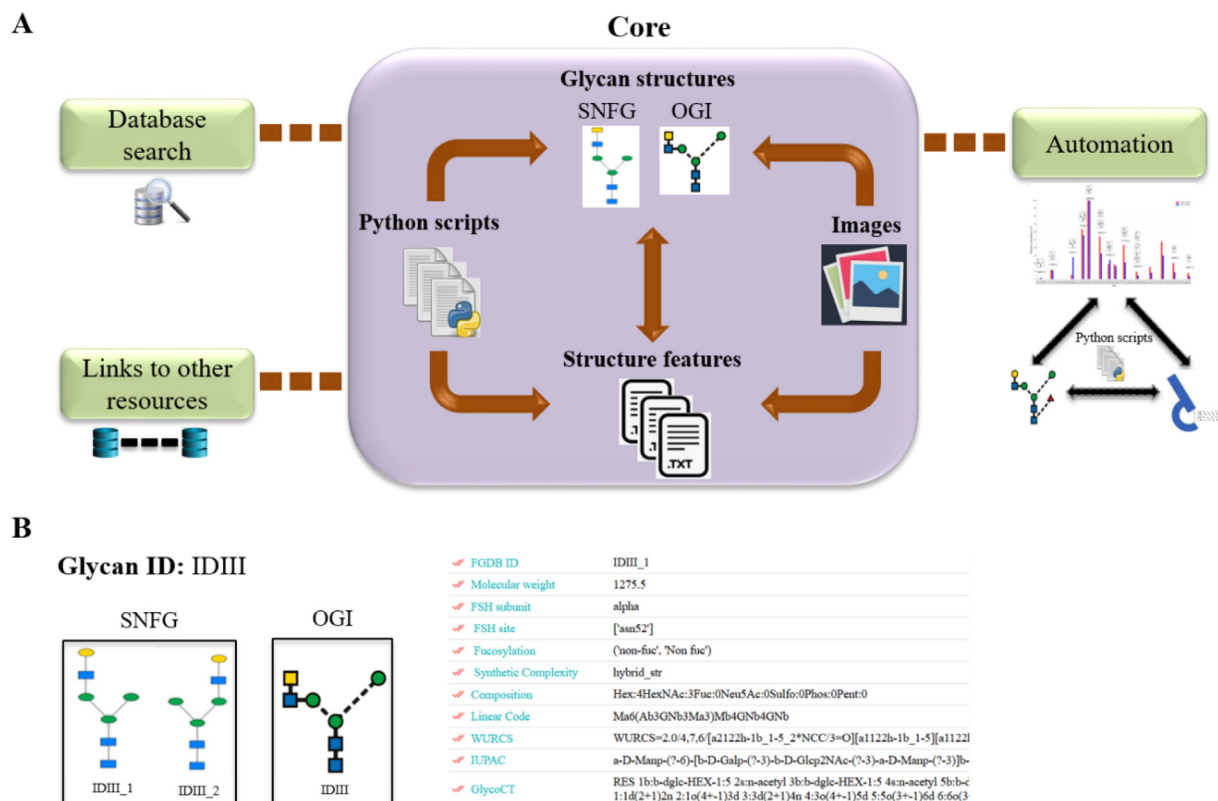 A
Core
Glycan structures
SNFG OGI
Database
search
Automation
Python scripts
Images
Python scripts
Structure features
Links to other
resources
.TXT
B
Glycan ID: IDIII
SNFG
OGI
IDIII_1
IDIII_2
IDIII
FGDB ID IDIII_1
Molecular weight 1275.5
FSH subunit alpha
FSH site ['asn52']
Fucosylation ('non-fuc', 'Non fuc')
Synthetic Complexity hybrid_str
Composition Hex:4HexNAc:3Fuc:0Neu5Ac:0Sulfo:0Phos:0Pent:0
Linear Code Ma6(Ab3GNb3Ma3)Mb4GNb4GNb
WURCS WURCS=2.0/4,7,6/[a2122h-1b_1-5_2*NCC/3=O][a1122h-1b_1-5][a1122
IUPAC a-D-Manp-(?-6)-[b-D-Galp-(?-3)-b-D-Glcp2NAc-(?-3)-a-D-Manp-(?-3)]b-
GlycoCT RES 1b:b-dglc-HEX-1:5 2s:n-acetyl 3b:b-dglc-HEX-1:5 4s:n-acetyl 5b:b-d
1:1d(2+1)2n 2:1o(4+-1)3d 3:3d(2+1)4n 4:3o(4+-1)5d 5:5o(3+-1)6d 6:6o(3